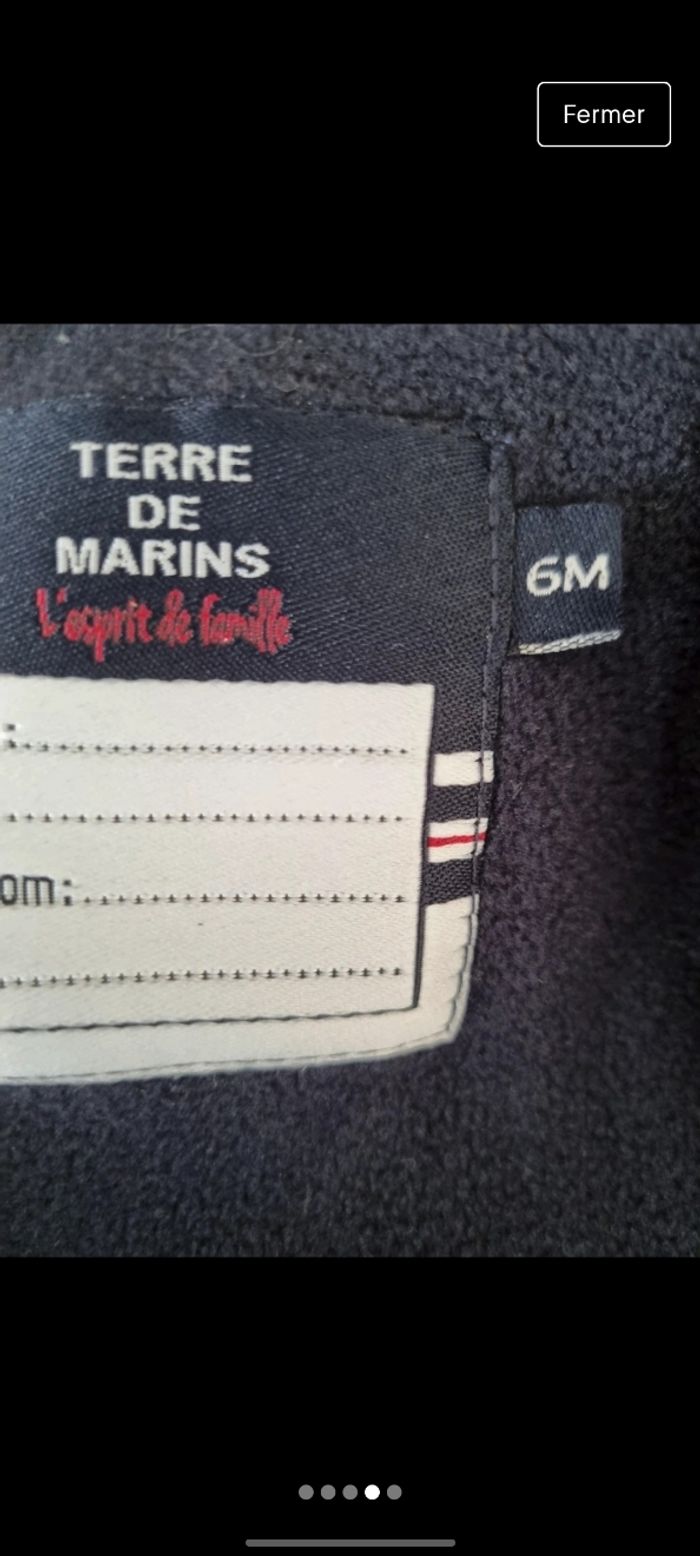 Fermer
TERRE
DE
MARINS
L'esprit de famille
6M
om: